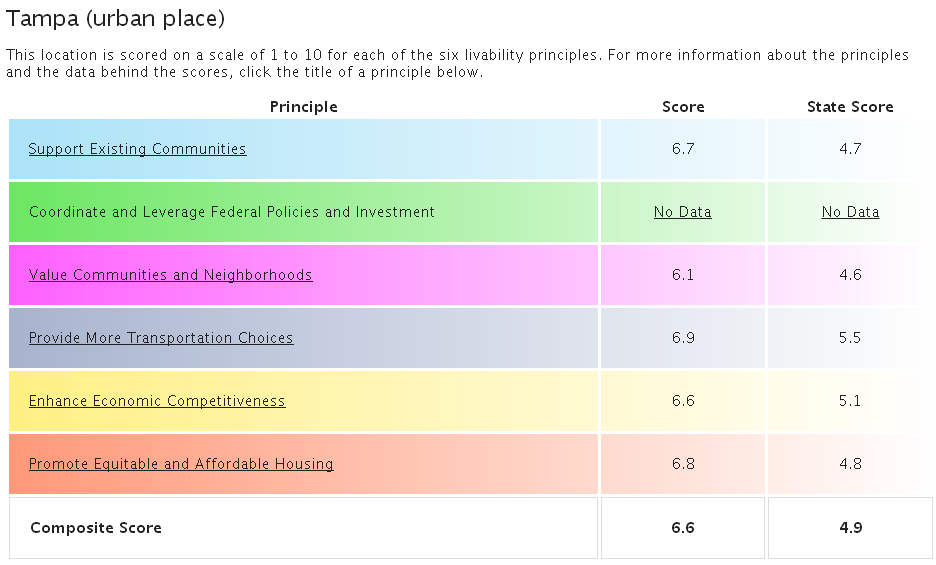 Tampa (urban place)
This location is scored on a scale of 1 to 10 for each of the six livability principles. For more information about the principles
and the data behind the scores, click the title of a principle below.
Principle Score State Score
Support Existing Communities 6.7 4.7
Coordinate and Leverage Federal Policies and Investment No Data No Data
Value Communities and Neighborhoods 6.1 4.6
Provide More Transportation Choices 6.9 5.5
Enhance Economic Competitiveness 6.6 5.1
Promote Equitable and Affordable Housing 6.8 4.8
Composite Score 6.6 4.9